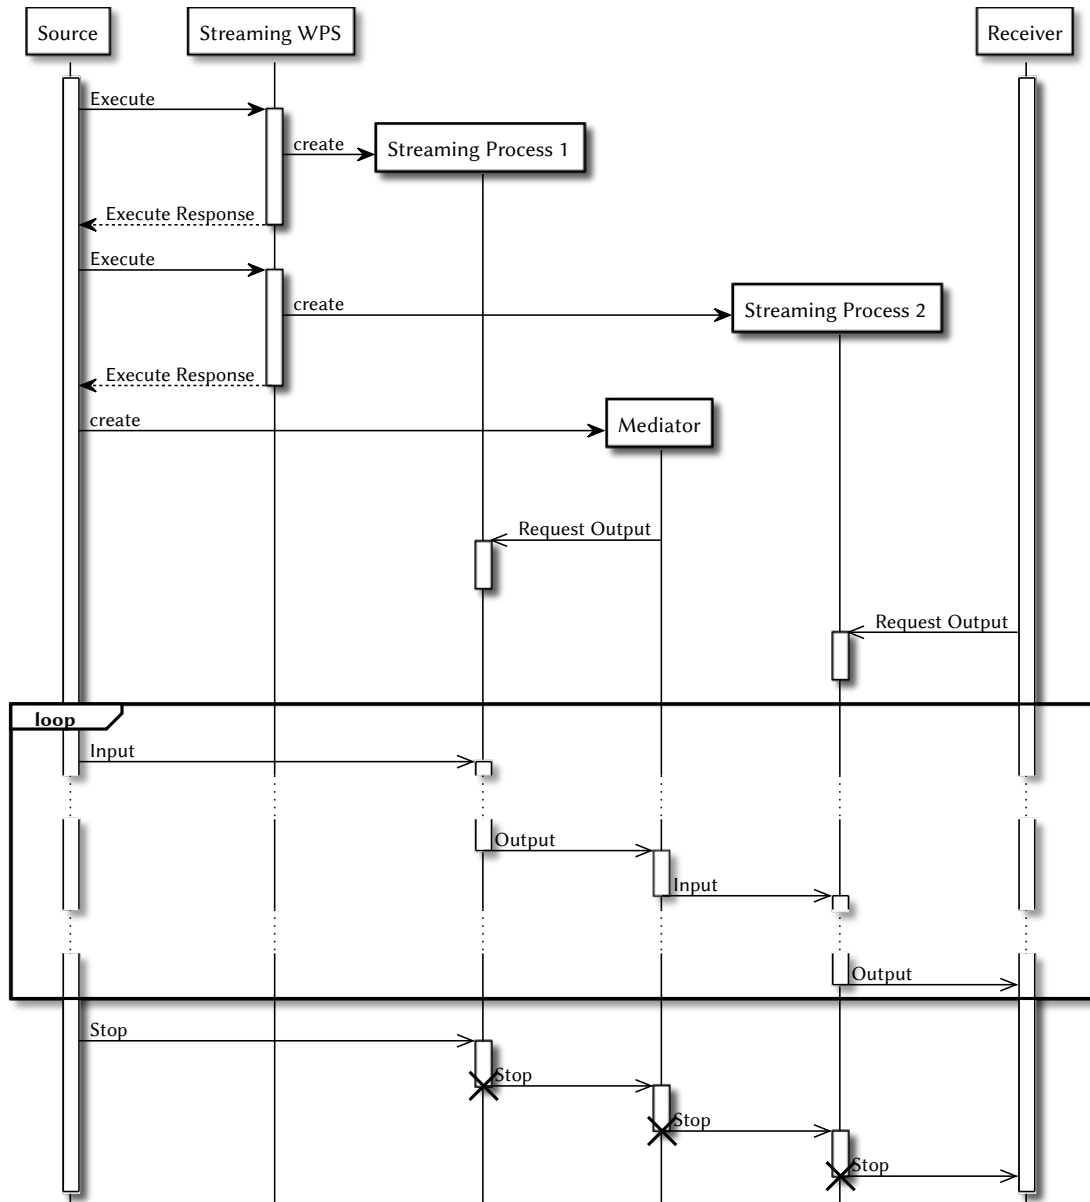 Source
Streaming WPS
Receiver
Execute
create
Streaming Process 1
Execute Response
Execute
create
Streaming Process 2
Execute Response
create
Mediator
Request Output
Request Output
loop
Input
Output
Input
Output
Stop
Stop
Stop
Stop